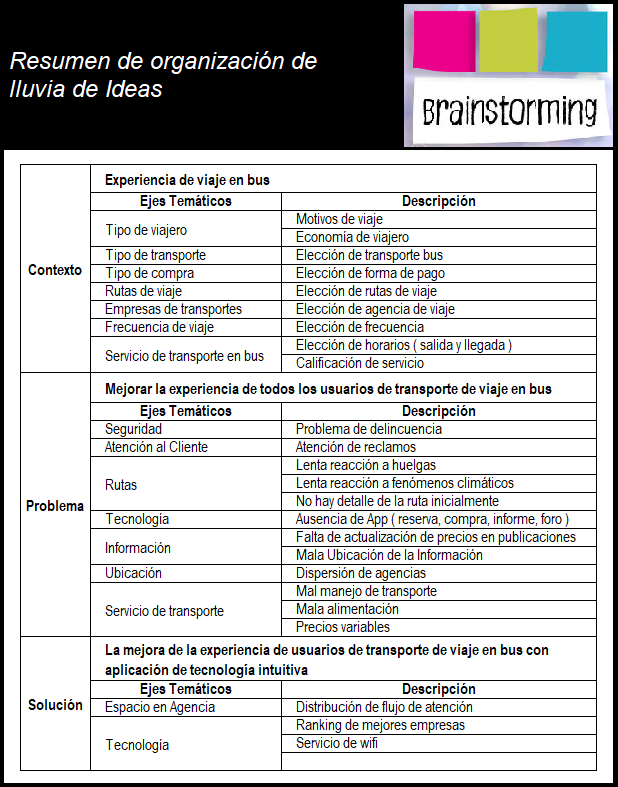 Resumen de organización de
lluvia de Ideas
Brainstorming
Contexto
Experiencia de viaje en bus
Ejes Temáticos Descripción
Tipo de viajero
Motivos de viaje
Economía de viajero
Tipo de transporte Elección de transporte bus
Tipo de compra Elección de forma de pago
Rutas de viaje Elección de rutas de viaje
Empresas de transportes Elección de agencia de viaje
Frecuencia de viaje Elección de frecuencia
Servicio de transporte en bus
Elección de horarios ( salida y llegada )
Calificación de servicio
Problema
Mejorar la experiencia de todos los usuarios de transporte de viaje en bus
Ejes Temáticos Descripción
Seguridad Problema de delincuencia
Atención al Cliente Atención de reclamos
Rutas
Lenta reacción a huelgas
Lenta reacción a fenómenos climáticos
No hay detalle de la ruta inicialmente
Tecnología Ausencia de App ( reserva, compra, informe, foro )
Información
Falta de actualización de precios en publicaciones
Mala Ubicación de la Información
Ubicación Dispersión de agencias
Servicio de transporte
Mal manejo de transporte
Mala alimentación
Precios variables
Solución
La mejora de la experiencia de usuarios de transporte de viaje en bus con
aplicación de tecnología intuitiva
Ejes Temáticos Descripción
Espacio en Agencia Distribución de flujo de atención
Tecnología
Ranking de mejores empresas
Servicio de wifi